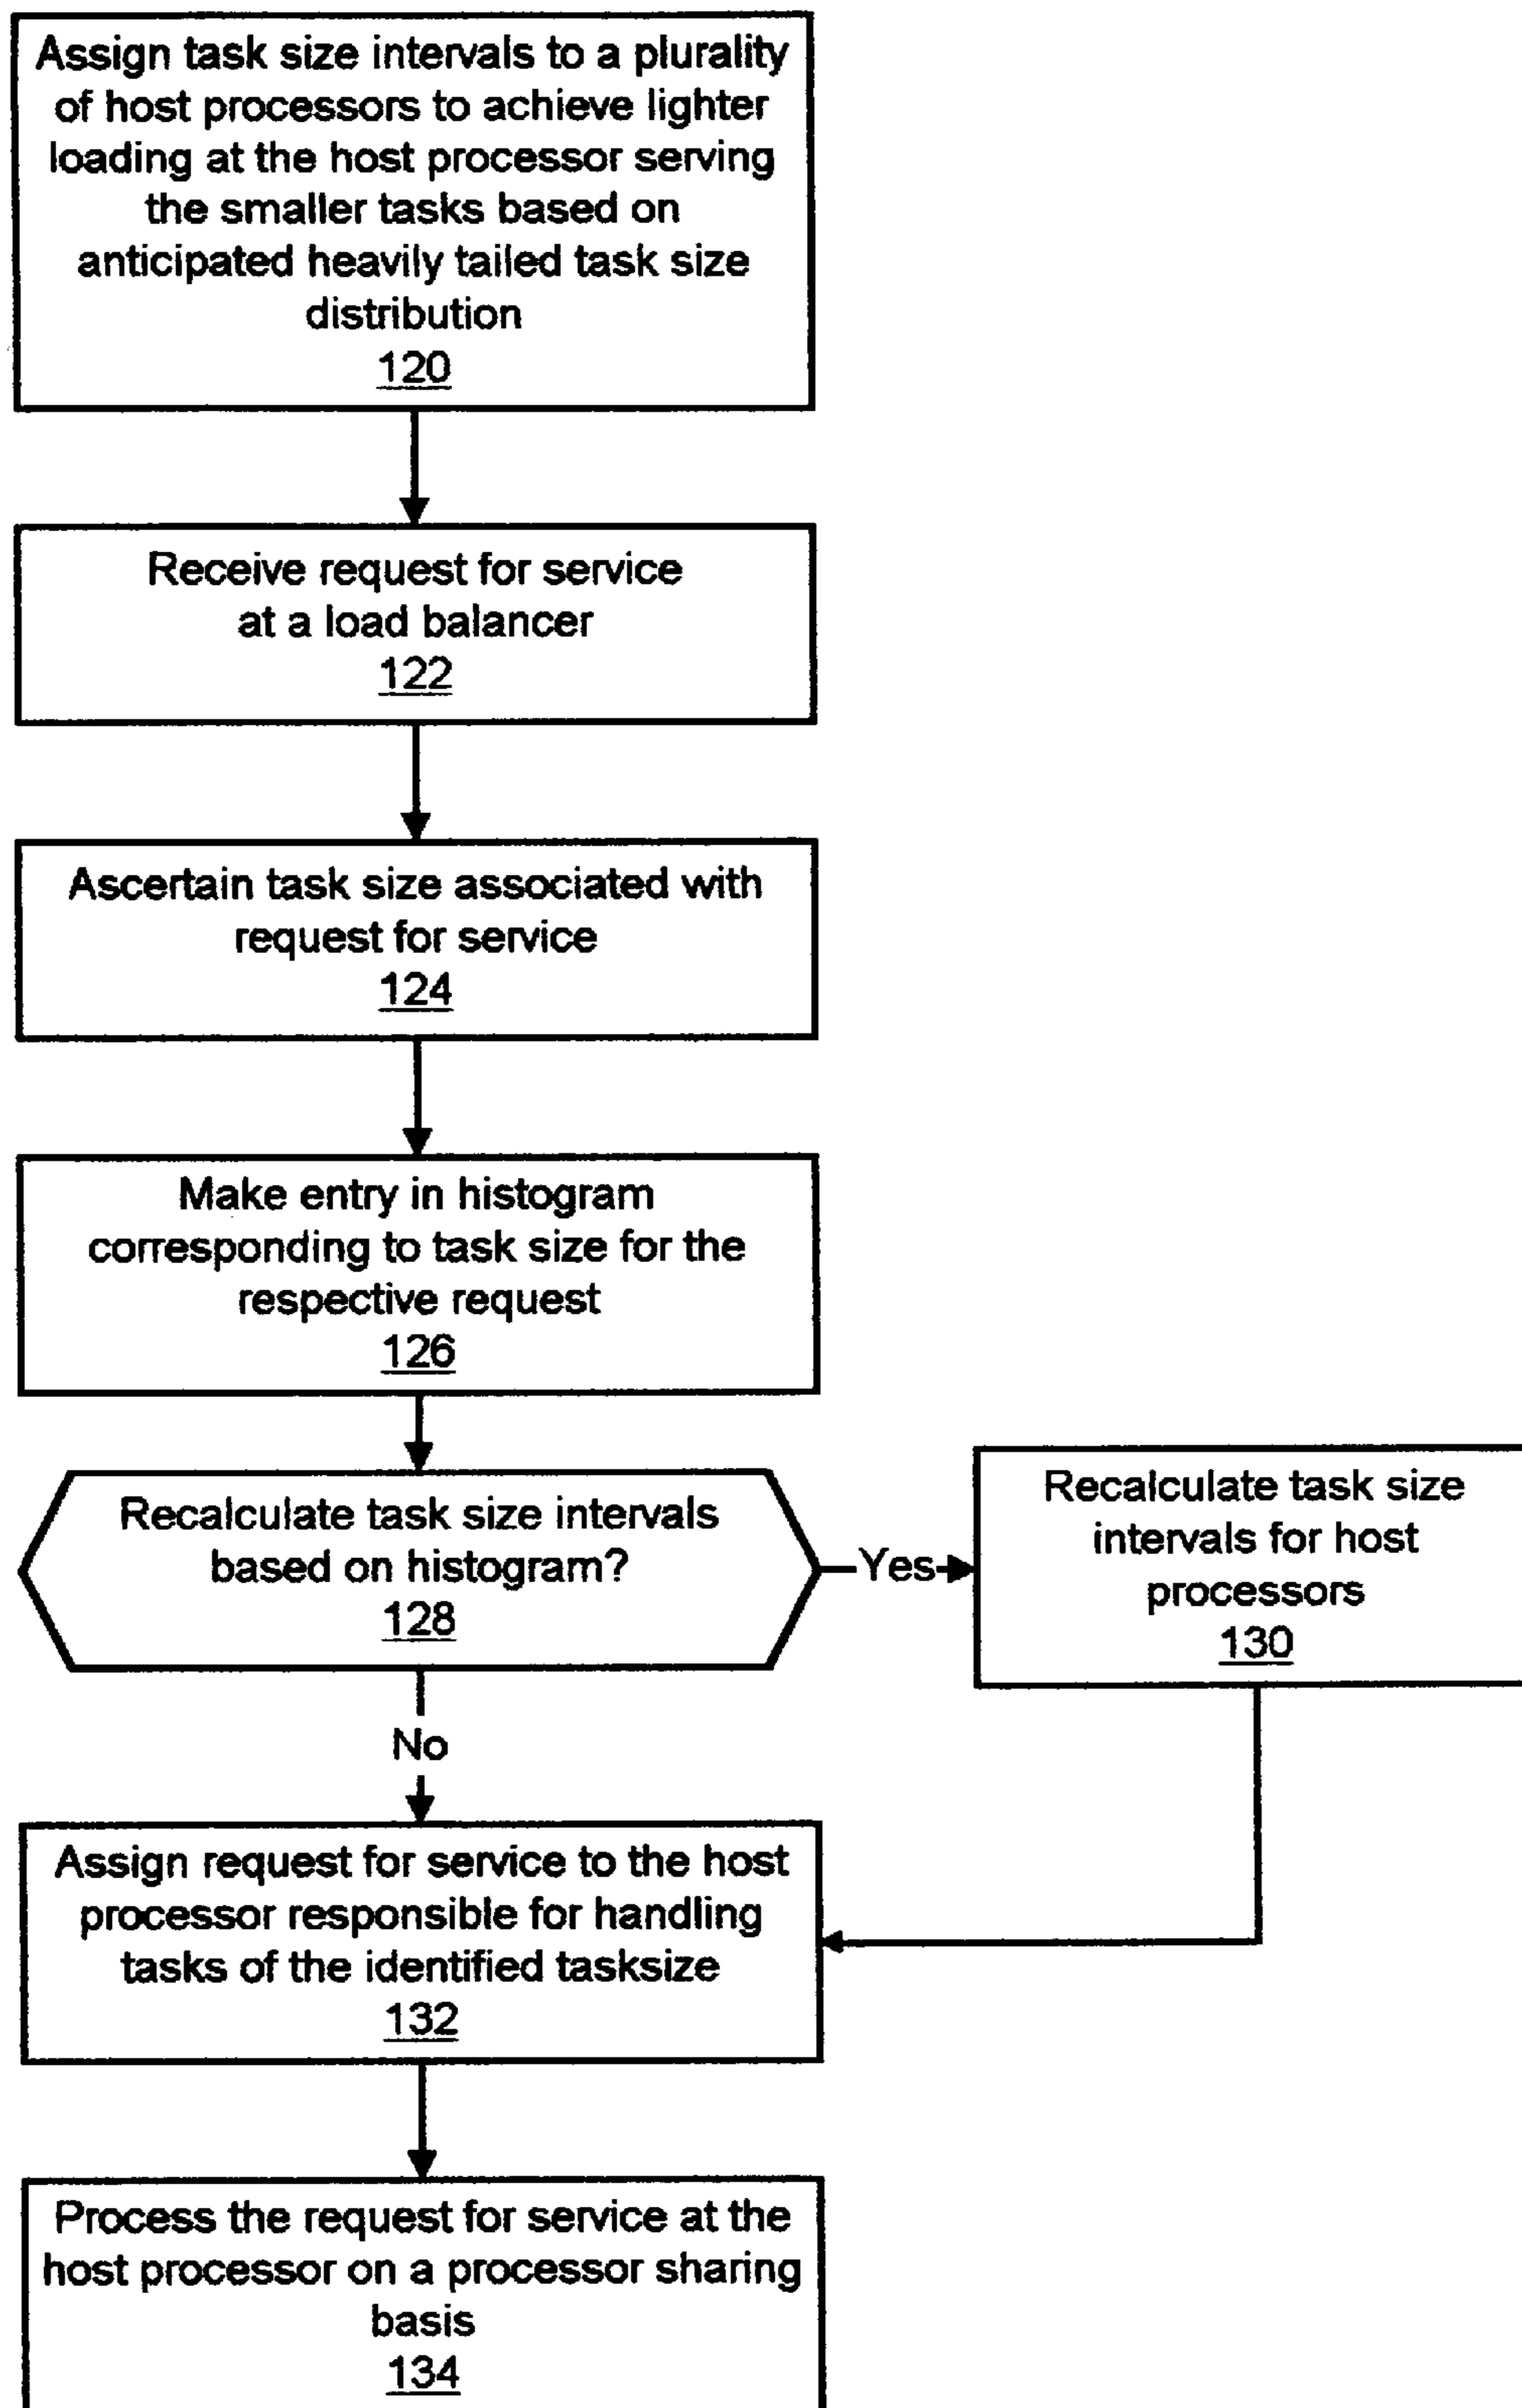 Assign task size intervals to a plurality
of host processors to achieve lighter
loading at the host processor serving
the smaller tasks based on
anticipated heavily tailed task size
distribution
120
Receive request for service
at a load balancer
122
Ascertain task size associated with
request for service
124
Make entry in histogram
corresponding to task size for the
respective request
126
Recalculate task size intervals
based on histogram?
128
Yes
Recalculate task size
intervals for host
processors
130
No
Assign request for service to the host
processor responsible for handling
tasks of the identified tasksize
132
Process the request for service at the
host processor on a processor sharing
basis
134